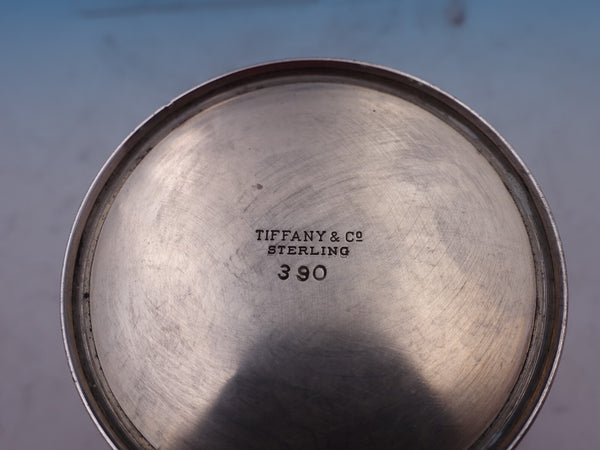 TIFFANY & Cº
STERLING
390